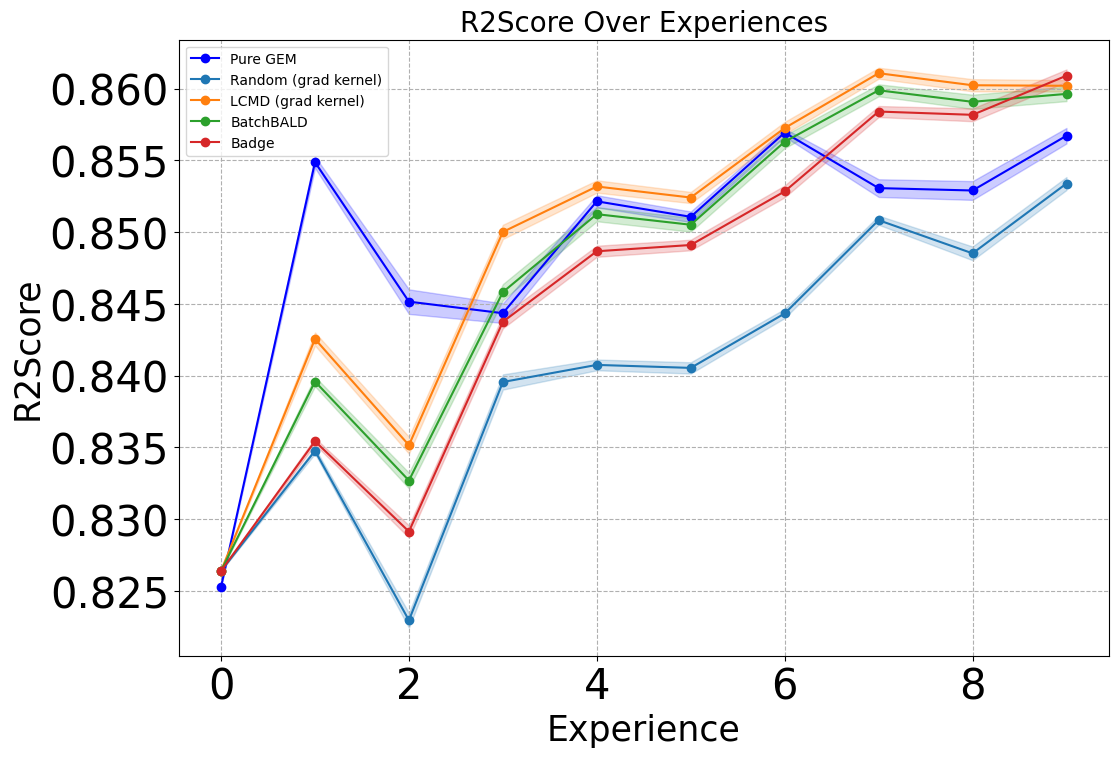 R2Score Over Experiences
Pure GEM
Random (grad kernel)
LCMD (grad kernel)
BatchBALD
Badge
0.860
0.855
0.850
0.845
0.840
0.835
0.830
0.825
R2Score
0 2 4 6 8
Experience